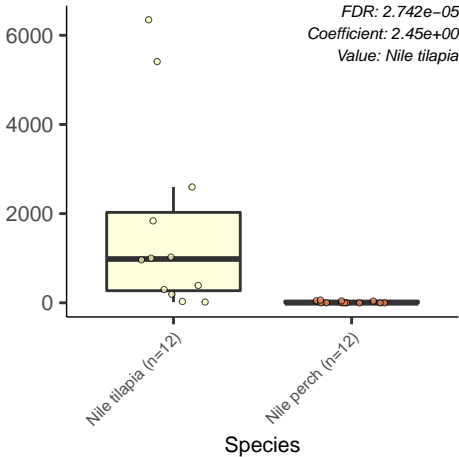 FDR: 2.742e−05
Coefficient: 2.45e+00
Value: Nile tilapia
6000
4000
2000
0
Nile tilapia (n=12)
Nile perch (n=12)
Species